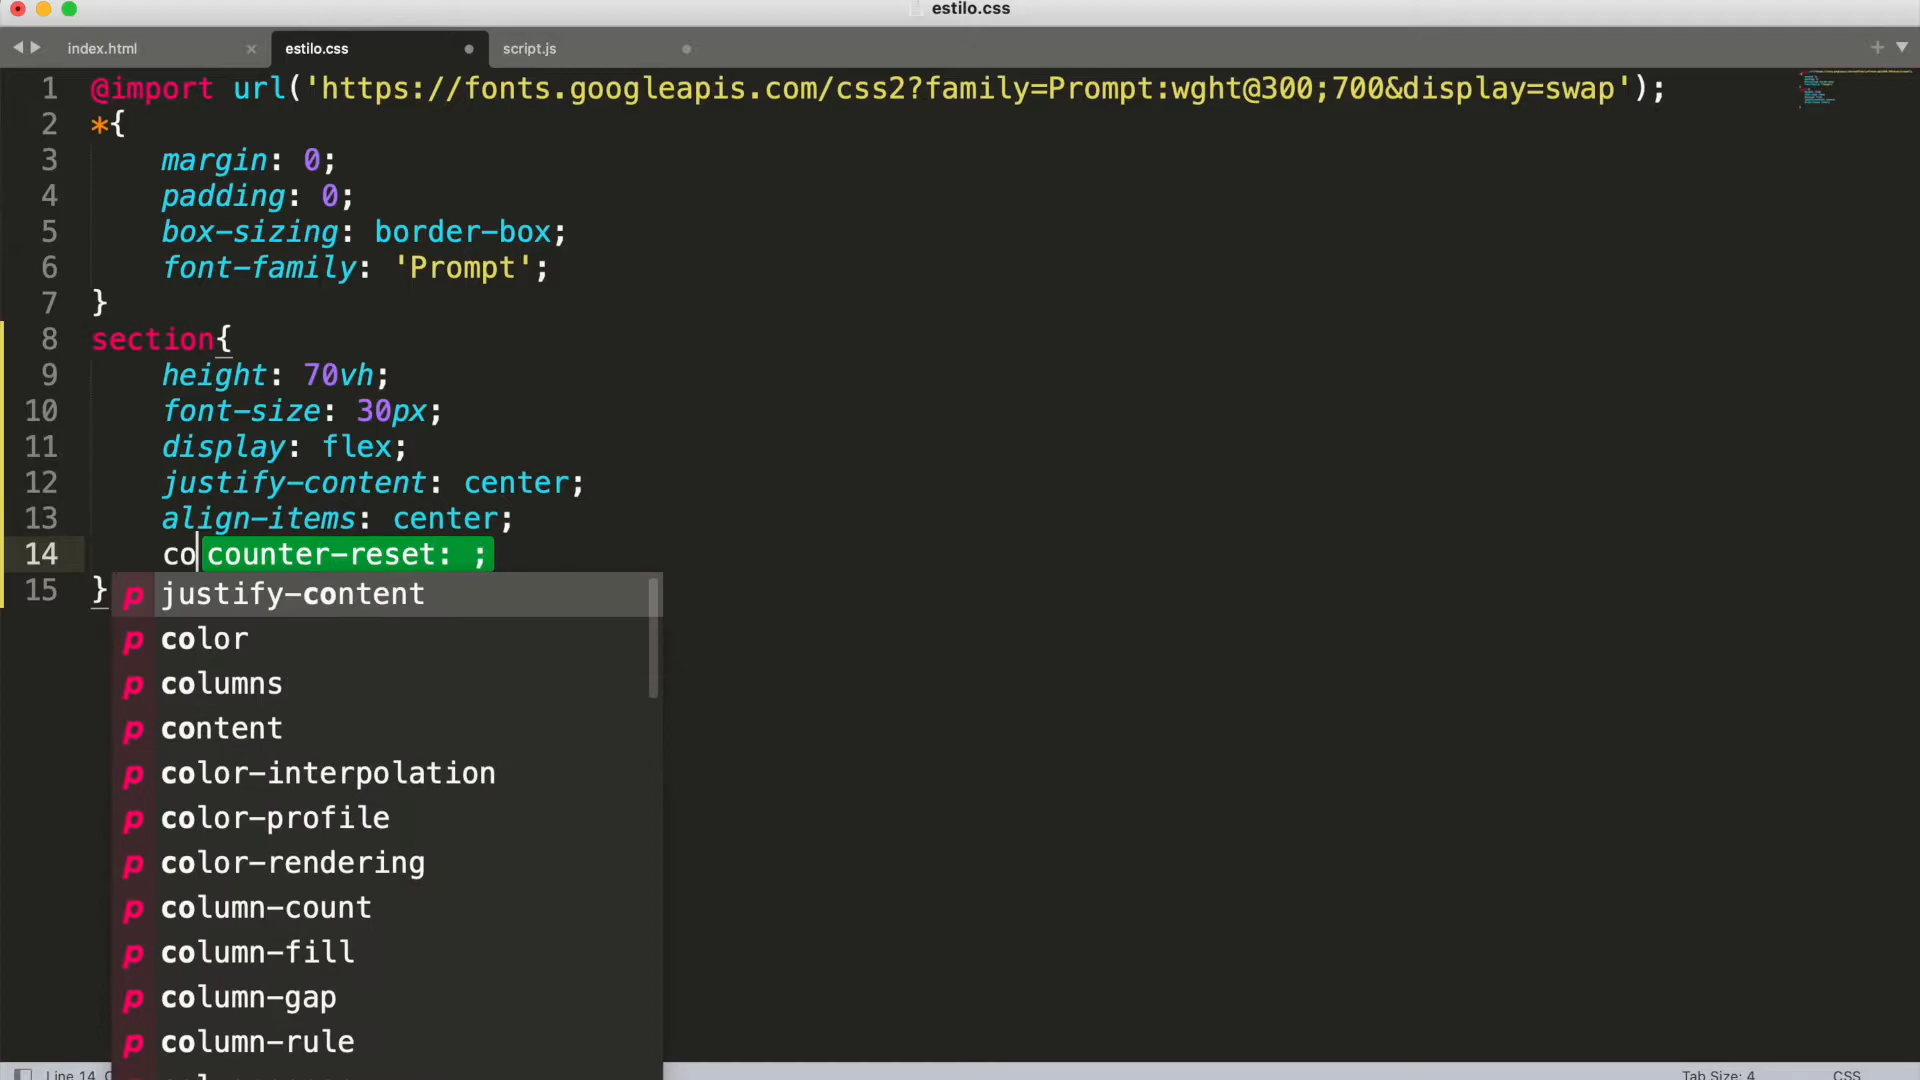 estilo.css
index.html
estilo.css
script.js
1 @import url('https://fonts.googleapis.com/css2?family=Prompt:wght@300;700&display=swap');
2 *{
3 margin: 0;
4 padding: 0;
5 box-sizing: border-box;
6 font-family: 'Prompt';
7 }
8 section{
9 height: 70vh;
10 font-size: 30px;
11 display: flex;
12 justify-content: center;
13 align-items: center;
14 co counter-reset: ;
15 }
p justify-content
p color
p columns
p content
p color-interpolation
p color-profile
p color-rendering
p column-count
p column-fill
p column-gap
p column-rule
Line 14,
Tab Size: 4
CSS